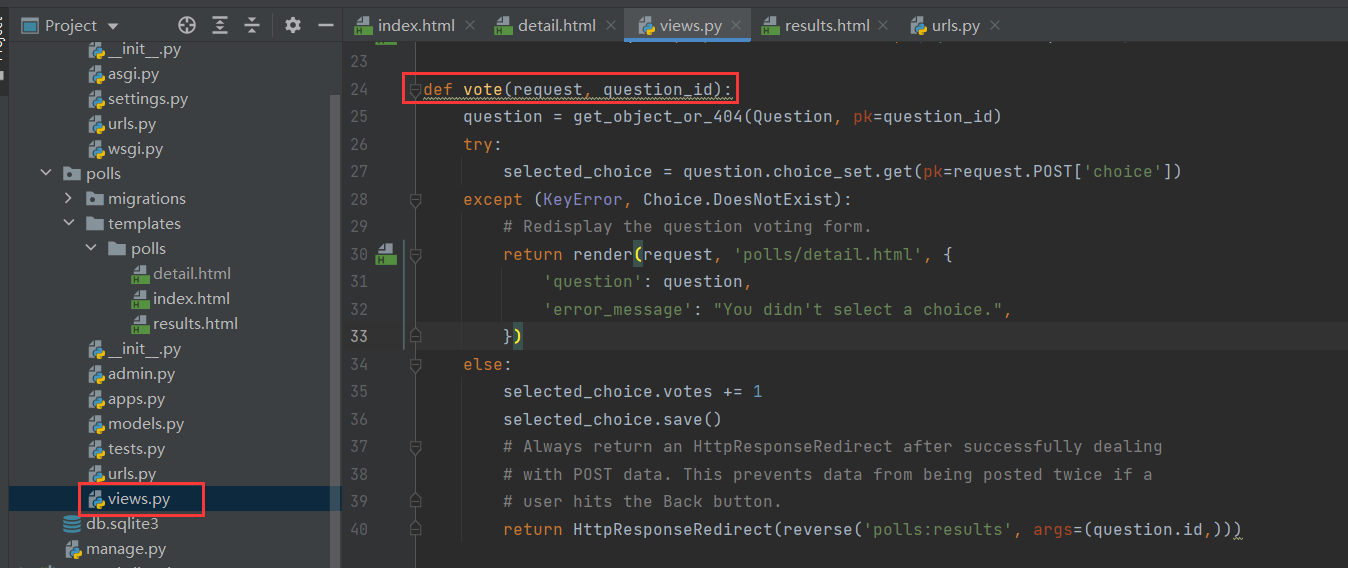 Project
index.html
detail.html
views.py
results.html
urls.py
__init__.py
asgi.py
settings.py
urls.py
wsgi.py
polls
migrations
templates
polls
detail.html
index.html
results.html
__init__.py
admin.py
apps.py
models.py
tests.py
urls.py
views.py
db.sqlite3
manage.py
23
24 def vote(request, question_id):
25 question = get_object_or_404(Question, pk=question_id)
26 try:
27 selected_choice = question.choice_set.get(pk=request.POST['choice'])
28 except (KeyError, Choice.DoesNotExist):
29 # Redisplay the question voting form.
30 return render(request, 'polls/detail.html', {
31 'question': question,
32 'error_message': "You didn't select a choice.",
33 })
34 else:
35 selected_choice.votes += 1
36 selected_choice.save()
37 # Always return an HttpResponseRedirect after successfully dealing
38 # with POST data. This prevents data from being posted twice if a
39 # user hits the Back button.
40 return HttpResponseRedirect(reverse('polls:results', args=(question.id,)))